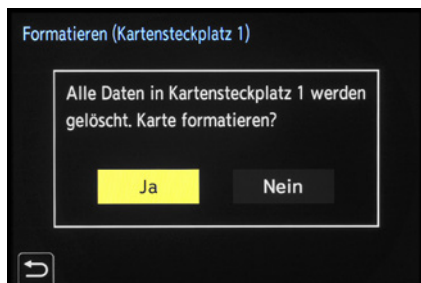 Formatieren (Kartensteckplatz 1)
Alle Daten in Kartensteckplatz 1 werden
gelöscht. Karte formatieren?
Ja
Nein